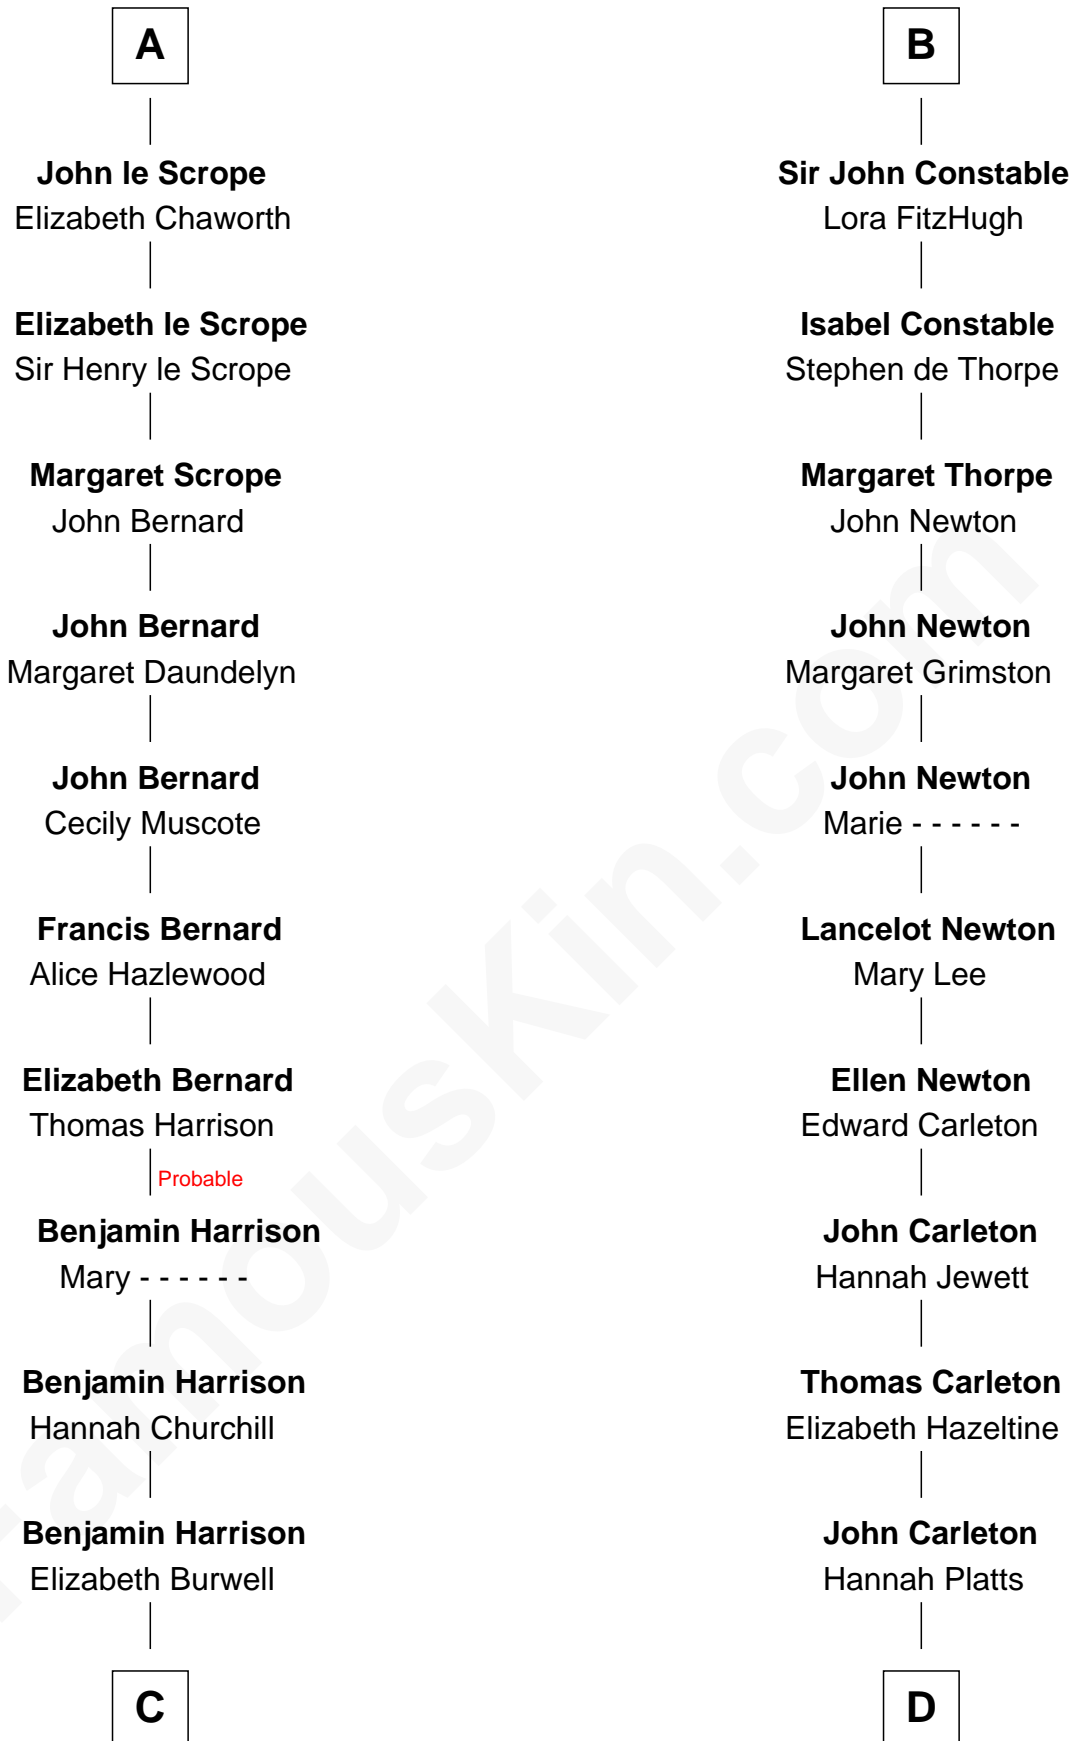 A
John le Scrope
Elizabeth Chaworth
Elizabeth le Scrope
Sir Henry le Scrope
Margaret Scrope
John Bernard
John Bernard
Margaret Daundelyn
John Bernard
Cecily Muscote
Francis Bernard
Alice Hazlewood
Elizabeth Bernard
Thomas Harrison
Probable
Benjamin Harrison
Mary - - - - - -
Benjamin Harrison
Hannah Churchill
Benjamin Harrison
Elizabeth Burwell
C
B
Sir John Constable
Lora FitzHugh
Isabel Constable
Stephen de Thorpe
Margaret Thorpe
John Newton
John Newton
Margaret Grimston
John Newton
Marie - - - - - -
Lancelot Newton
Mary Lee
Ellen Newton
Edward Carleton
John Carleton
Hannah Jewett
Thomas Carleton
Elizabeth Hazeltine
John Carleton
Hannah Platts
D
FamousKin.com